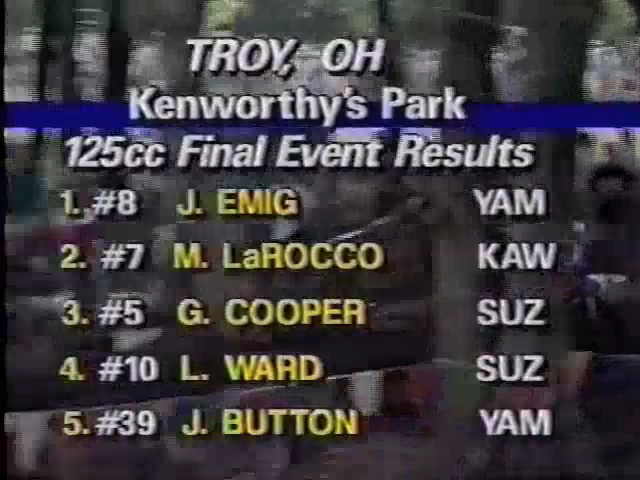 TROY, OH
Kenworthy's Park
125cc Final Event Results
1. #8 J. EMIG YAM
2. #7 M. LaROCCO KAW
3. #5 G. COOPER SUZ
4. #10 L. WARD SUZ
5. #39 J. BUTTON YAM